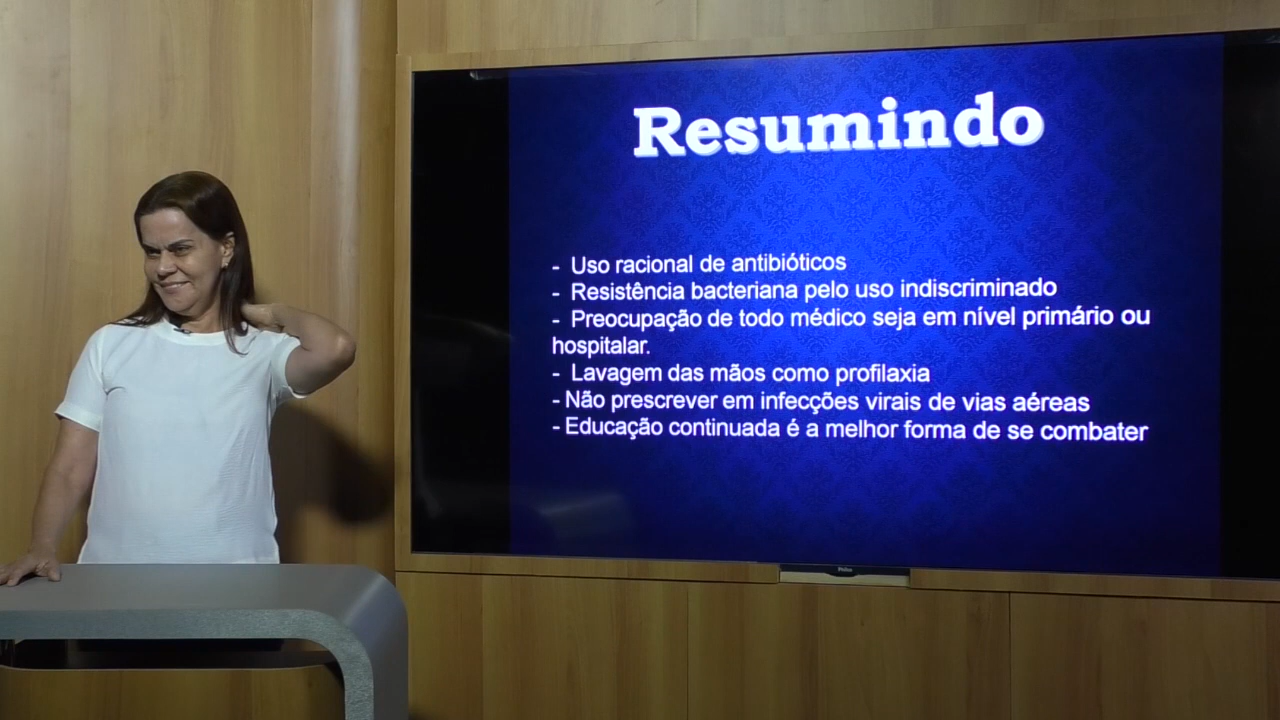 Resumindo
- Uso racional de antibióticos
- Resistência bacteriana pelo uso indiscriminado
- Preocupação de todo médico seja em nível primário ou
hospitalar.
- Lavagem das mãos como profilaxia
- Não prescrever em infecções virais de vias aéreas
- Educação continuada é a melhor forma de se combater
Philco